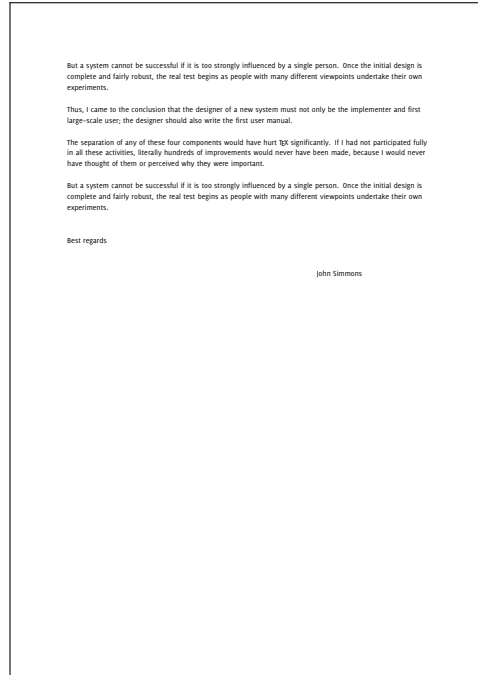 But a system cannot be successful if it is too strongly influenced by a single person. Once the initial design is
complete and fairly robust, the real test begins as people with many different viewpoints undertake their own
experiments.
Thus, I came to the conclusion that the designer of a new system must not only be the implementer and first
large-scale user; the designer should also write the first user manual.
The separation of any of these four components would have hurt TEX significantly. If I had not participated fully
in all these activities, literally hundreds of improvements would never have been made, because I would never
have thought of them or perceived why they were important.
But a system cannot be successful if it is too strongly influenced by a single person. Once the initial design is
complete and fairly robust, the real test begins as people with many different viewpoints undertake their own
experiments.
Best regards
John Simmons